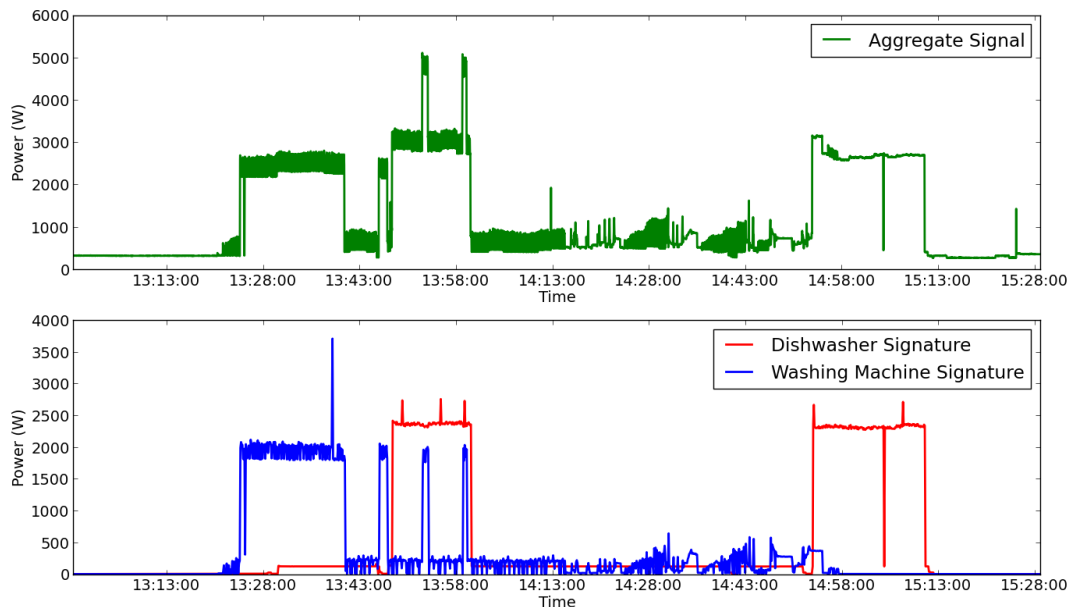 6000
5000
4000
3000
2000
1000
0
Power (W)
Aggregate Signal
13:13:00 13:28:00 13:43:00 13:58:00 14:13:00 14:28:00 14:43:00 14:58:00 15:13:00 15:28:00
Time
4000
3500
3000
2500
2000
1500
1000
500
0
Power (W)
Dishwasher Signature
Washing Machine Signature
13:13:00 13:28:00 13:43:00 13:58:00 14:13:00 14:28:00 14:43:00 14:58:00 15:13:00 15:28:00
Time